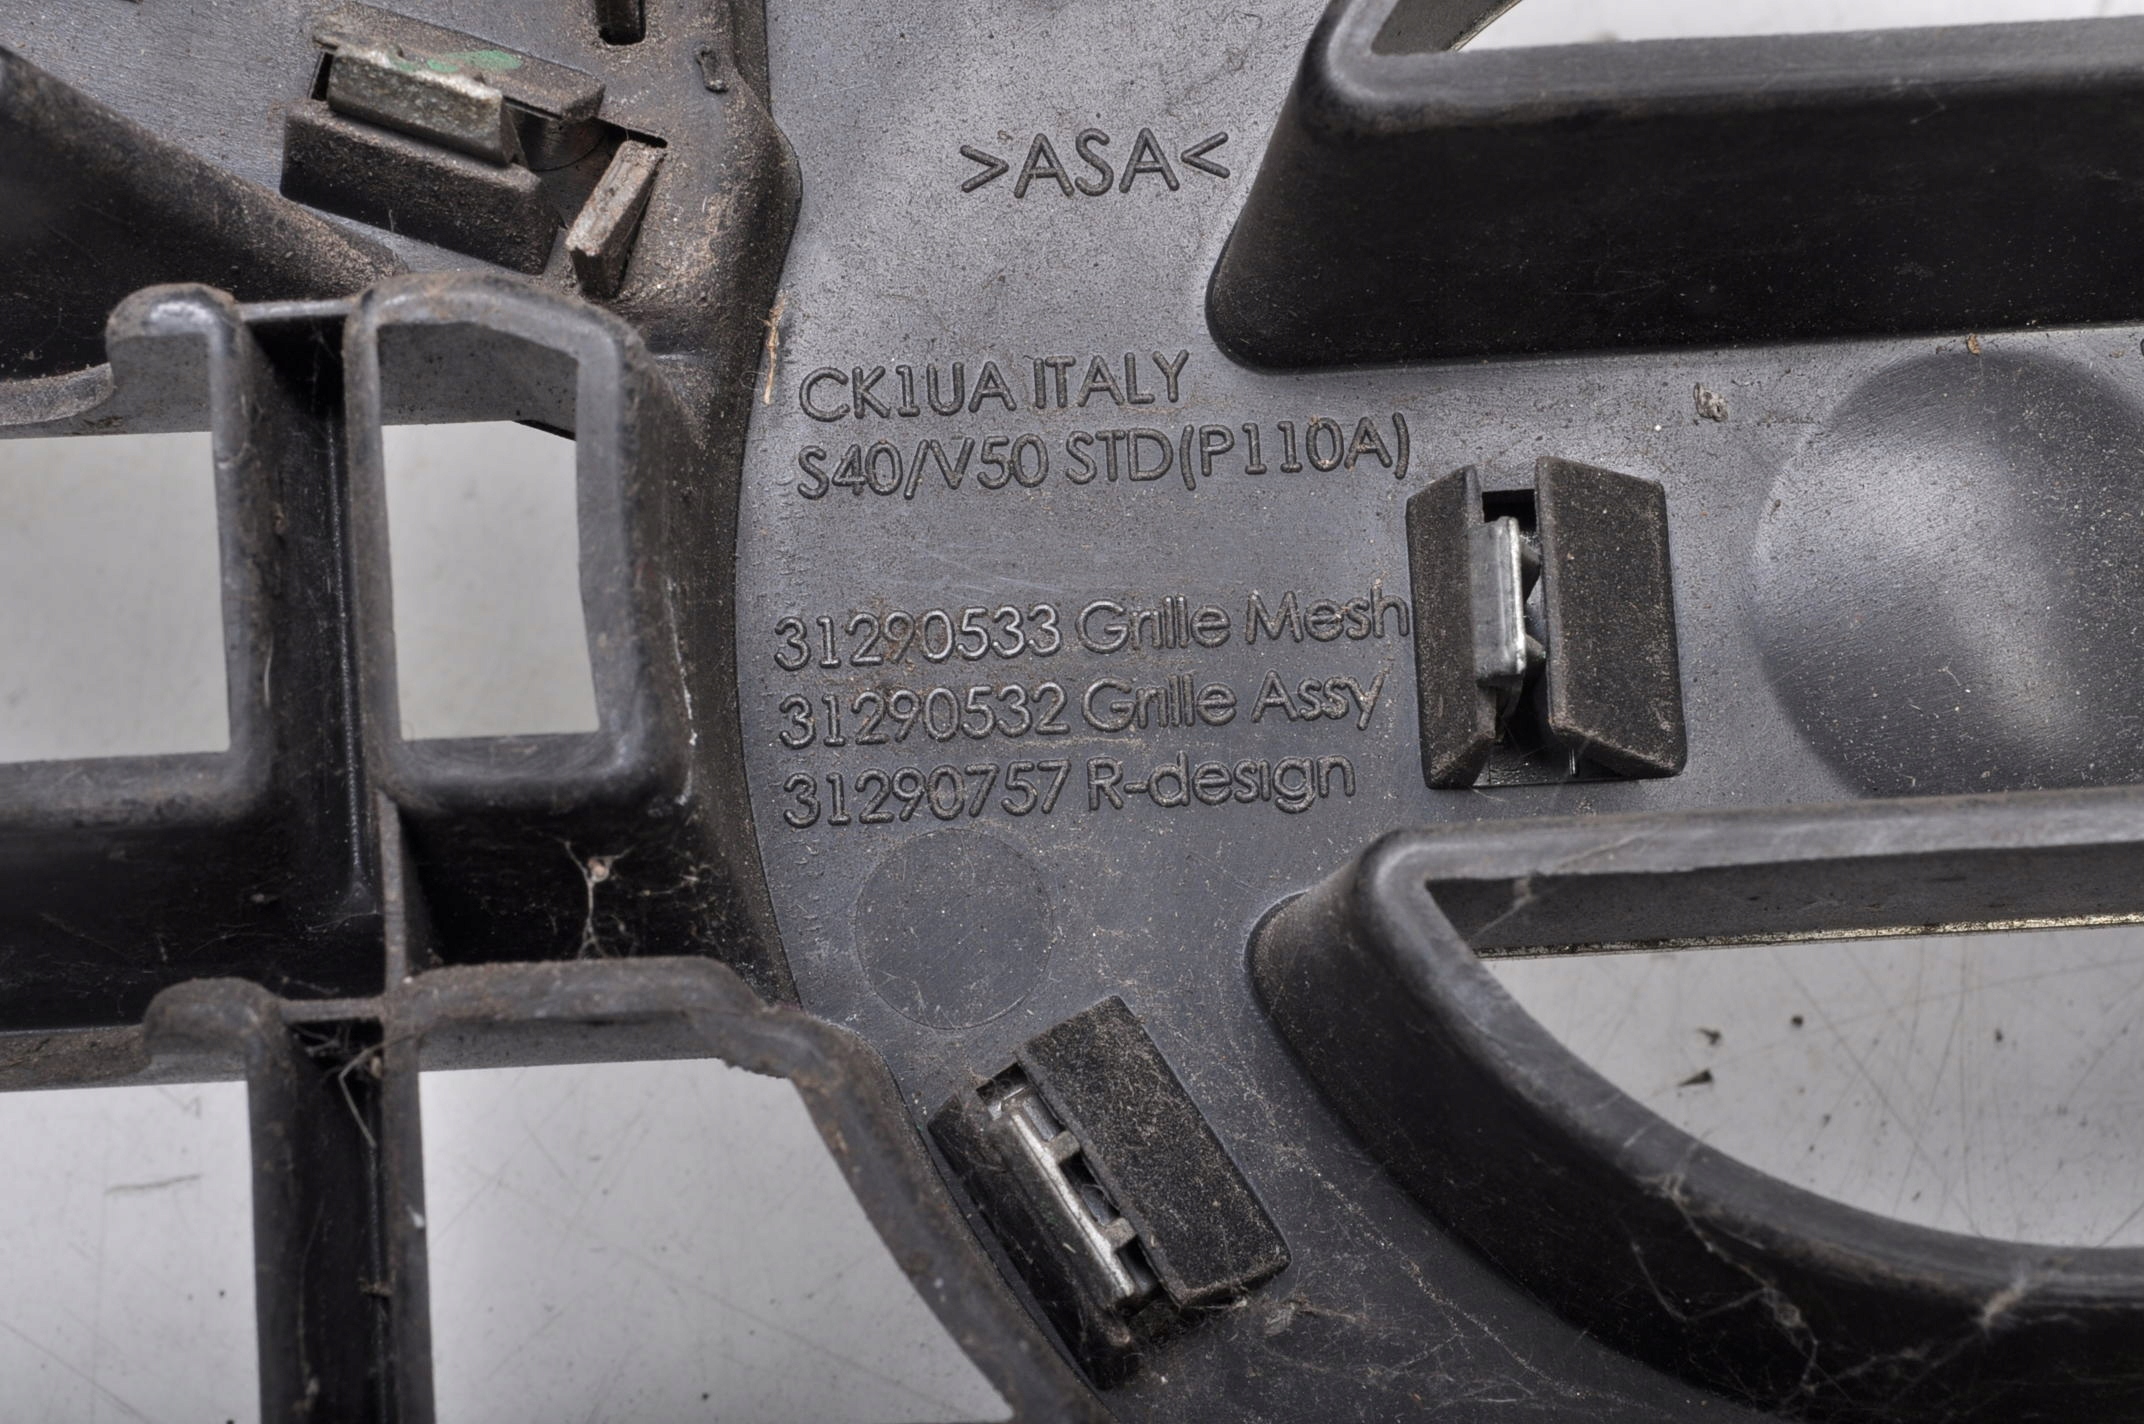 >ASA<
CK1UA ITALY
S40/V50 STD(P110A)
31290533 Grille Mesh
31290532 Grille Assy
31290757 R-design